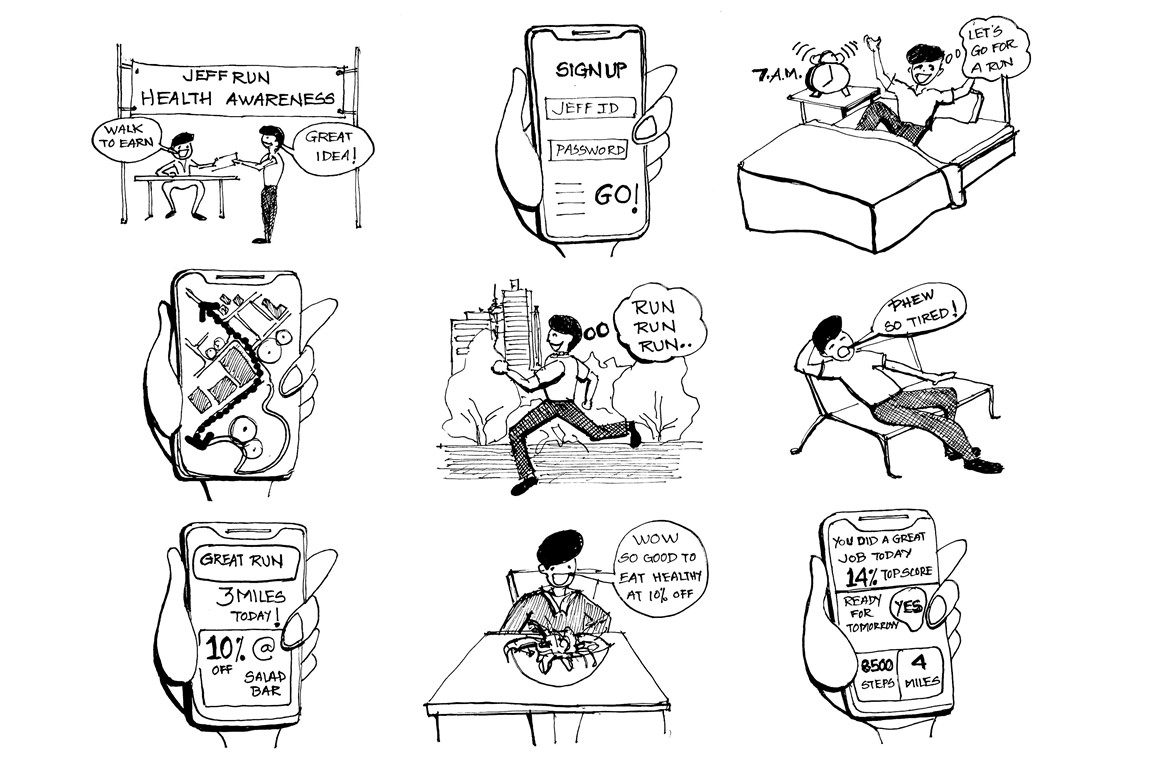 JEFF RUN
HEALTH AWARENESS
WALK
TO EARN
GREAT
IDEA!
SIGN UP
JEFF ID
PASSWORD
GO!
7 A.M.
LET'S
GO FOR
A RUN
RUN
RUN
RUN..
PHEW
SO TIRED!
GREAT RUN
3 MILES
TODAY!
10% @
OFF
SALAD
BAR
WOW
SO GOOD TO
EAT HEALTHY
AT 10% OFF
YOU DID A GREAT
JOB TODAY
14% TOP SCORE
READY
FOR
TOMORROW
YES
8500
STEPS
4
MILES